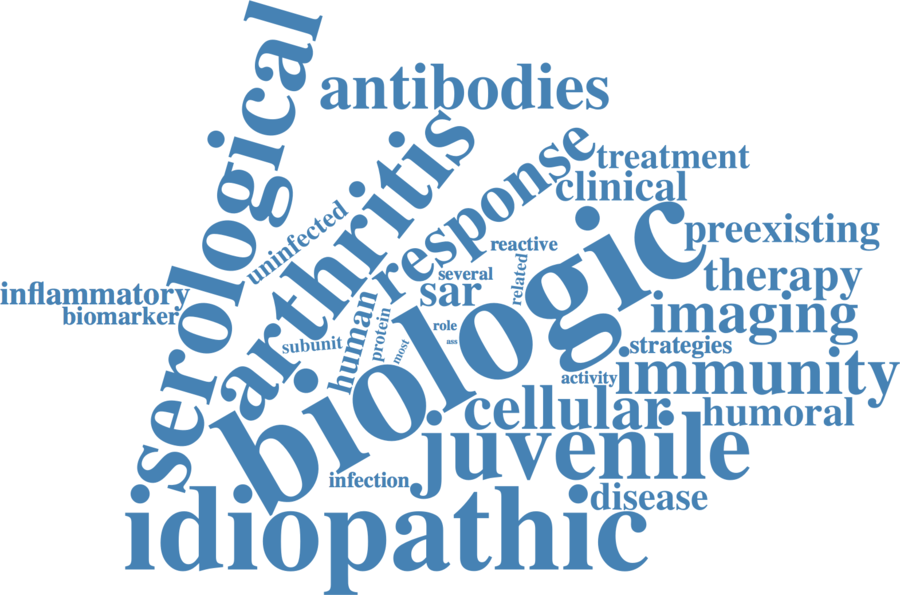 serological
antibodies
arthritis
response
treatment
clinical
uninfected
biologic
preexisting
reactive
several
related
therapy
inflammatory
biomarker
sar
human
protein
imaging
role
ass
most
subunit
strategies
activity
immunity
cellular
humoral
juvenile
infection
disease
idiopathic